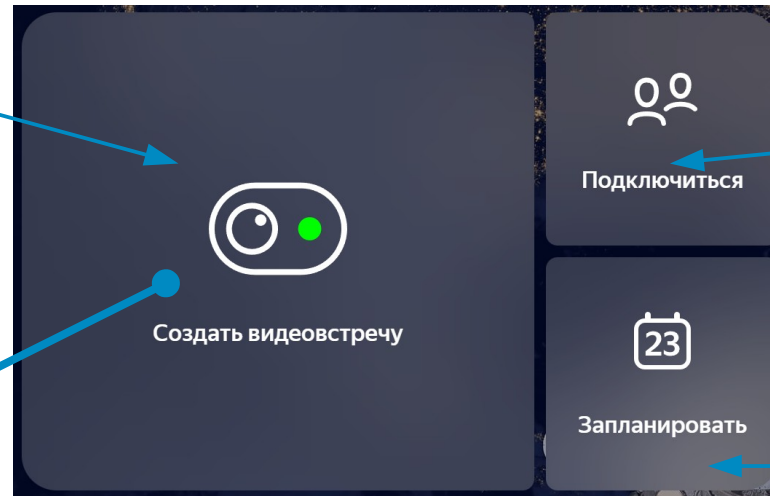 Подключиться
Создать видеовстречу
23
Запланировать